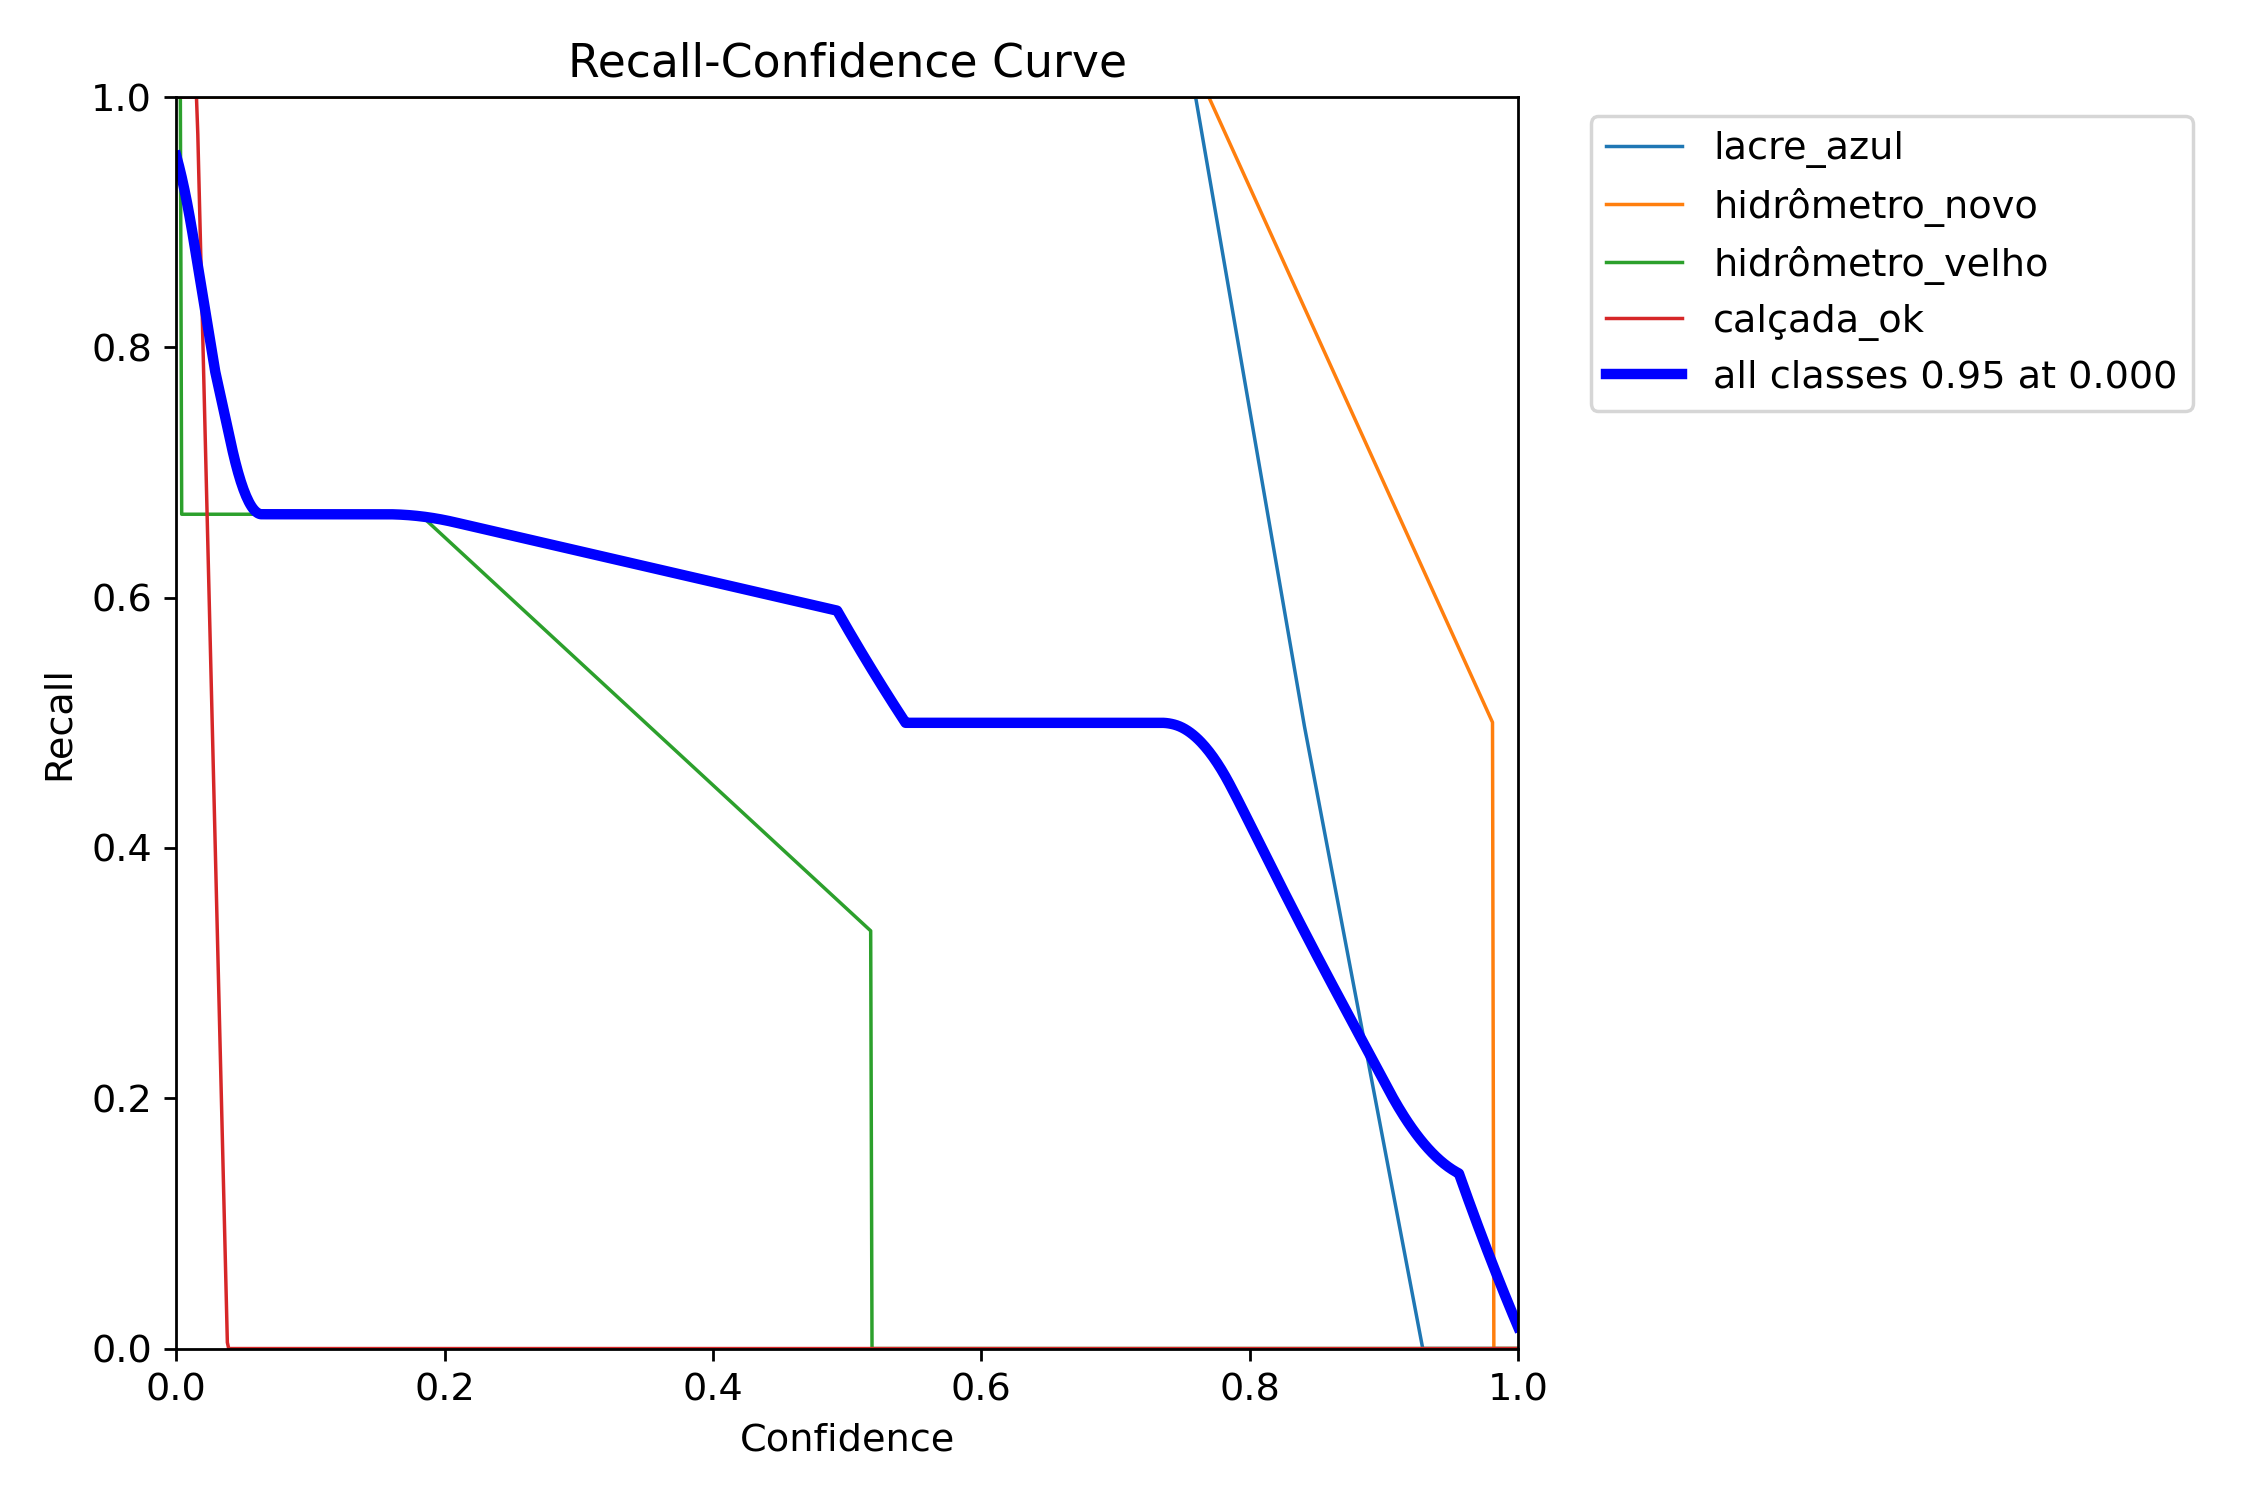 Recall-Confidence Curve
1.0
0.8
0.6
0.4
0.2
0.0
Recall
0.0 0.2 0.4 0.6 0.8 1.0
Confidence
lacre_azul
hidrômetro_novo
hidrômetro_velho
calçada_ok
all classes 0.95 at 0.000